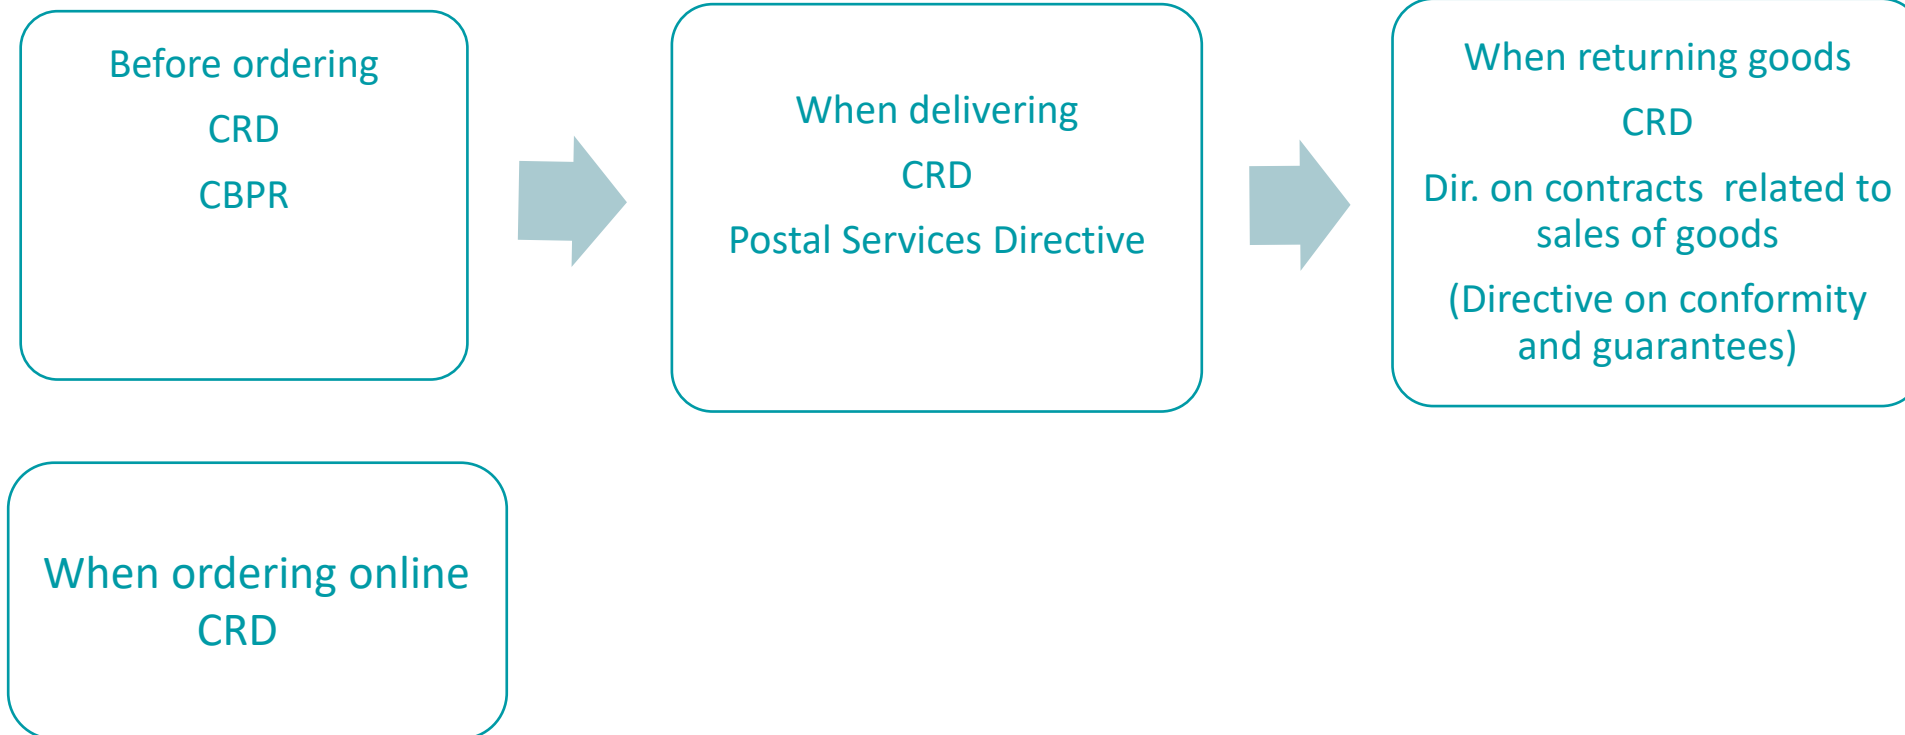 Before ordering
CRD
CBPR
When delivering
CRD
Postal Services Directive
When returning goods
CRD
Dir. on contracts  related to
sales of goods
(Directive on conformity
and guarantees)
When ordering online
CRD